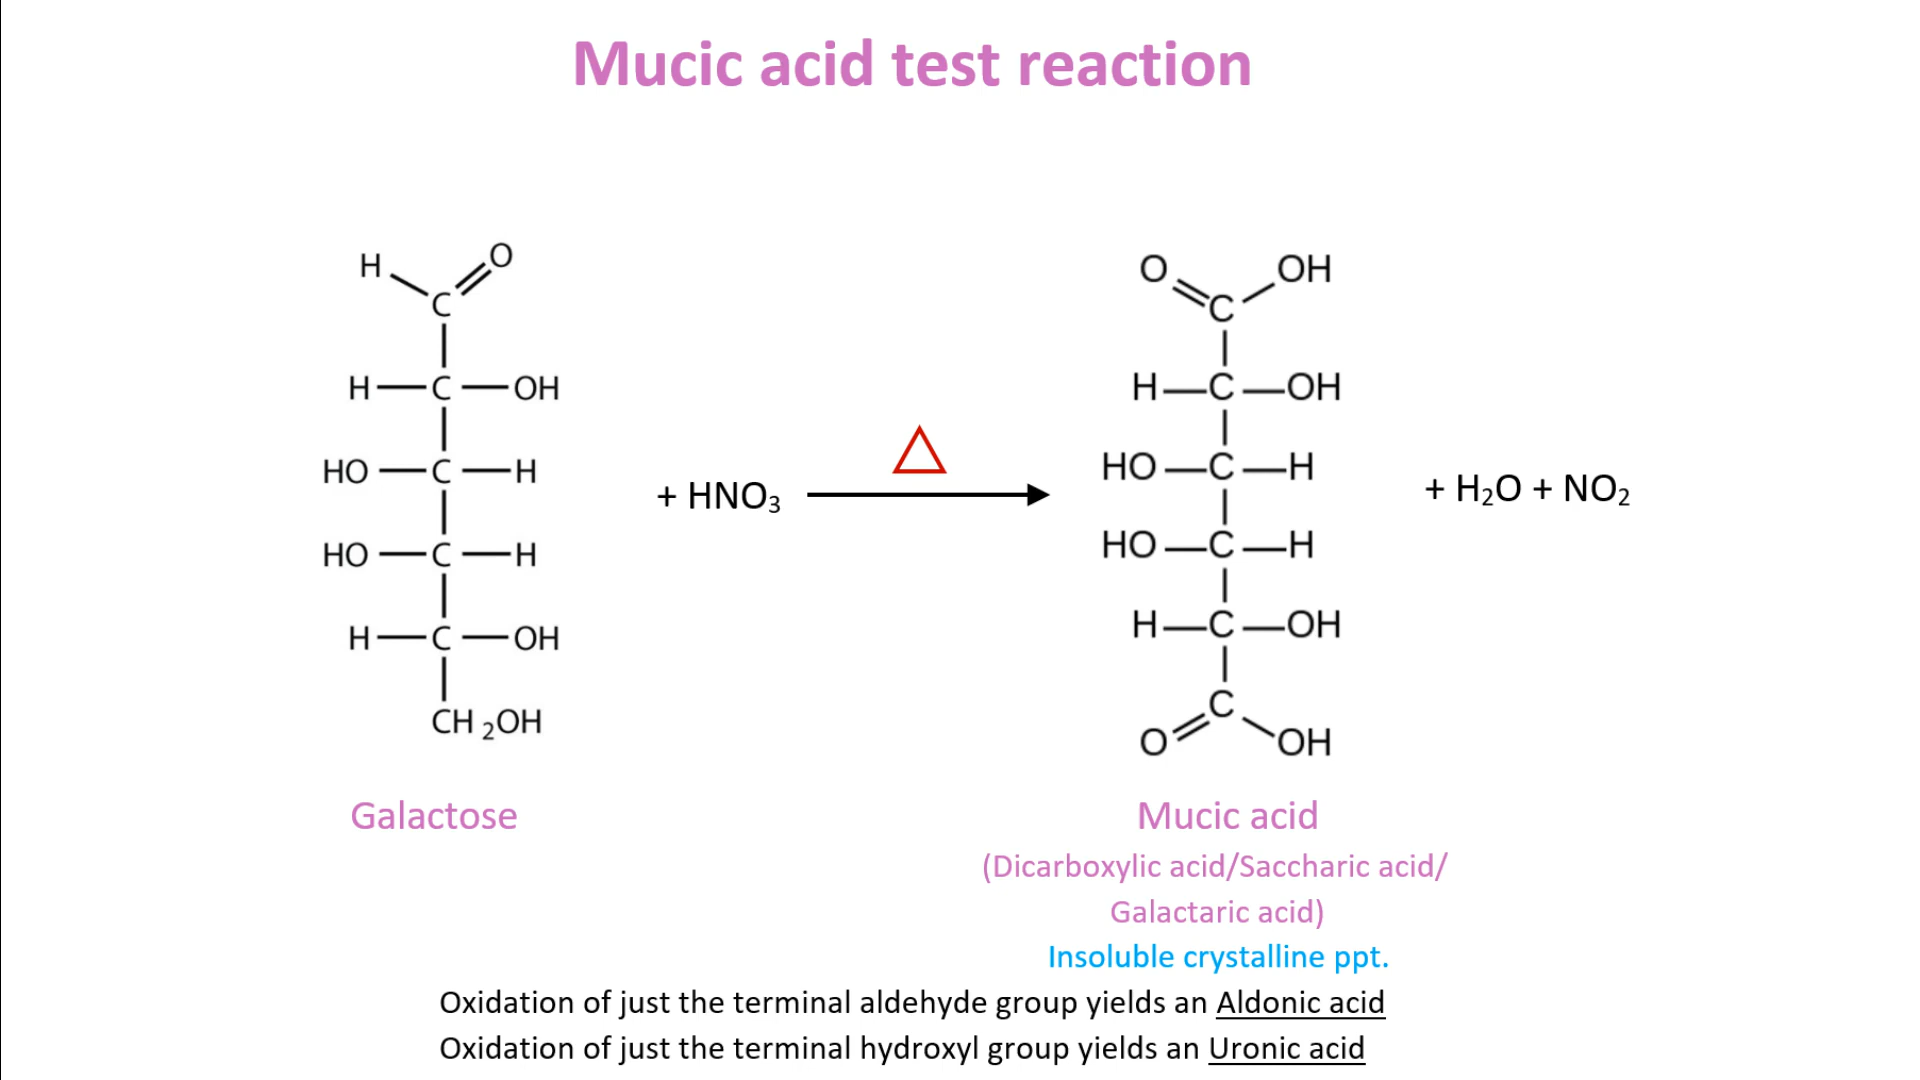 Mucic acid test reaction
H O
C
H C OH
HO C H
HO C H
H C OH
CH2OH
+ HNO3
O OH
C
H C OH
HO C H
HO C H
H C OH
C
O OH
+ H2O + NO2
Galactose
Mucic acid
(Dicarboxylic acid/Saccharic acid/
Galactaric acid)
Insoluble crystalline ppt.
Oxidation of just the terminal aldehyde group yields an Aldonic acid
Oxidation of just the terminal hydroxyl group yields an Uronic acid